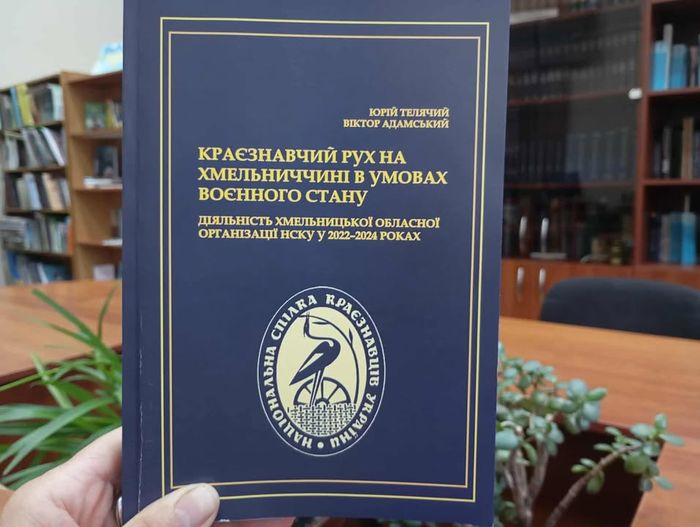 ЮРІЙ ТЕЛЯЧИЙ
ВІКТОР АДАМСЬКИЙ
КРАЄЗНАВЧИЙ РУХ НА
ХМЕЛЬНИЧЧИНІ В УМОВАХ
ВОЄННОГО СТАНУ
ДІЯЛЬНІСТЬ ХМЕЛЬНИЦЬКОЇ ОБЛАСНОЇ
ОРГАНІЗАЦІЇ НСКУ У 2022–2024 РОКАХ
НАЦІОНАЛЬНА СПІЛКА КРАЄЗНАВЦІВ УКРАЇНИ